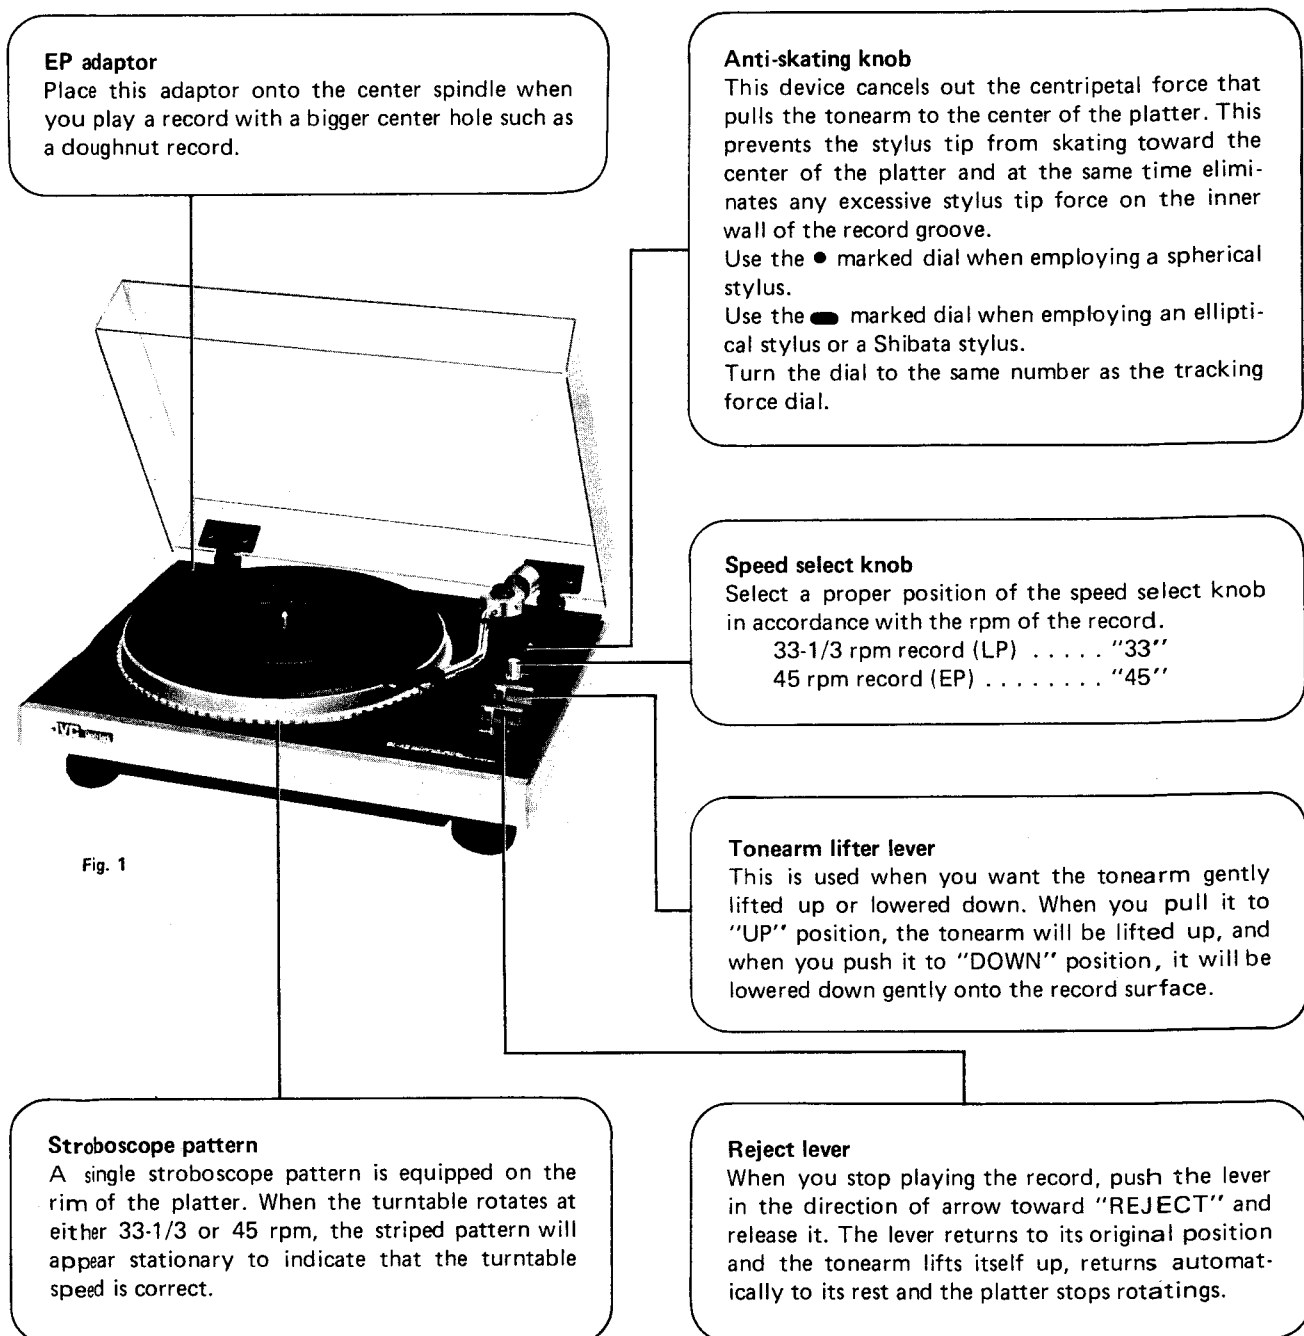 EP adaptor
Place this adaptor onto the center spindle when
you play a record with a bigger center hole such as
a doughnut record.
Anti-skating knob
This device cancels out the centripetal force that
pulls the tonearm to the center of the platter. This
prevents the stylus tip from skating toward the
center of the platter and at the same time elimi-
nates any excessive stylus tip force on the inner
wall of the record groove.
Use the ● marked dial when employing a spherical
stylus.
Use the ⬬ marked dial when employing an ellipti-
cal stylus or a Shibata stylus.
Turn the dial to the same number as the tracking
force dial.
Speed select knob
Select a proper position of the speed select knob
in accordance with the rpm of the record.
33-1/3 rpm record (LP) . . . . . "33"
45 rpm record (EP) . . . . . . . . "45"
JVC
Fig. 1
Tonearm lifter lever
This is used when you want the tonearm gently
lifted up or lowered down. When you pull it to
"UP" position, the tonearm will be lifted up, and
when you push it to "DOWN" position, it will be
lowered down gently onto the record surface.
Stroboscope pattern
A single stroboscope pattern is equipped on the
rim of the platter. When the turntable rotates at
either 33-1/3 or 45 rpm, the striped pattern will
appear stationary to indicate that the turntable
speed is correct.
Reject lever
When you stop playing the record, push the lever
in the direction of arrow toward "REJECT" and
release it. The lever returns to its original position
and the tonearm lifts itself up, returns automat-
ically to its rest and the platter stops rotatings.